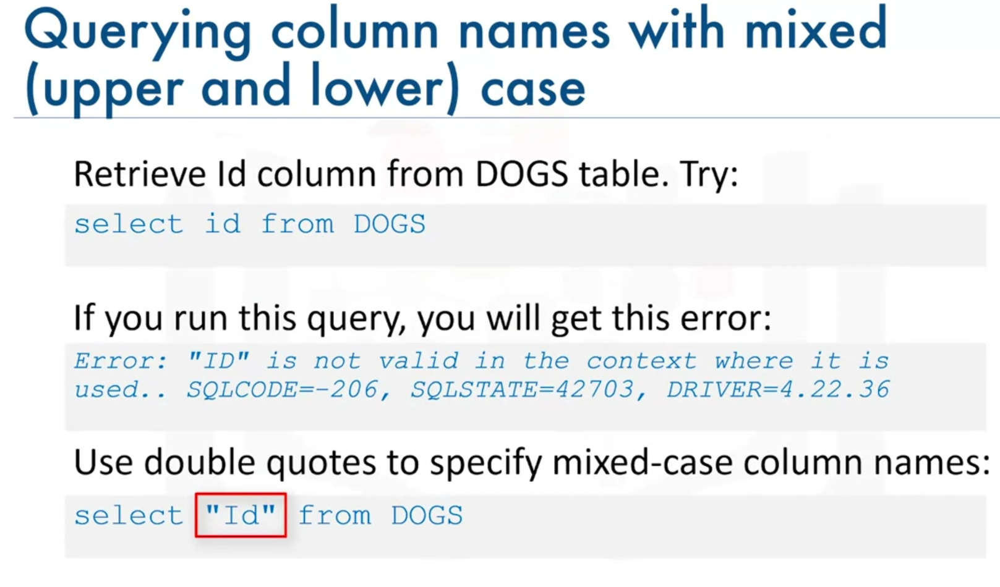 Querying column names with mixed
(upper and lower) case
Retrieve Id column from DOGS table. Try:
select id from DOGS
If you run this query, you will get this error:
Error: "ID" is not valid in the context where it is
used.. SQLCODE=-206, SQLSTATE=42703, DRIVER=4.22.36
Use double quotes to specify mixed-case column names:
select "Id" from DOGS